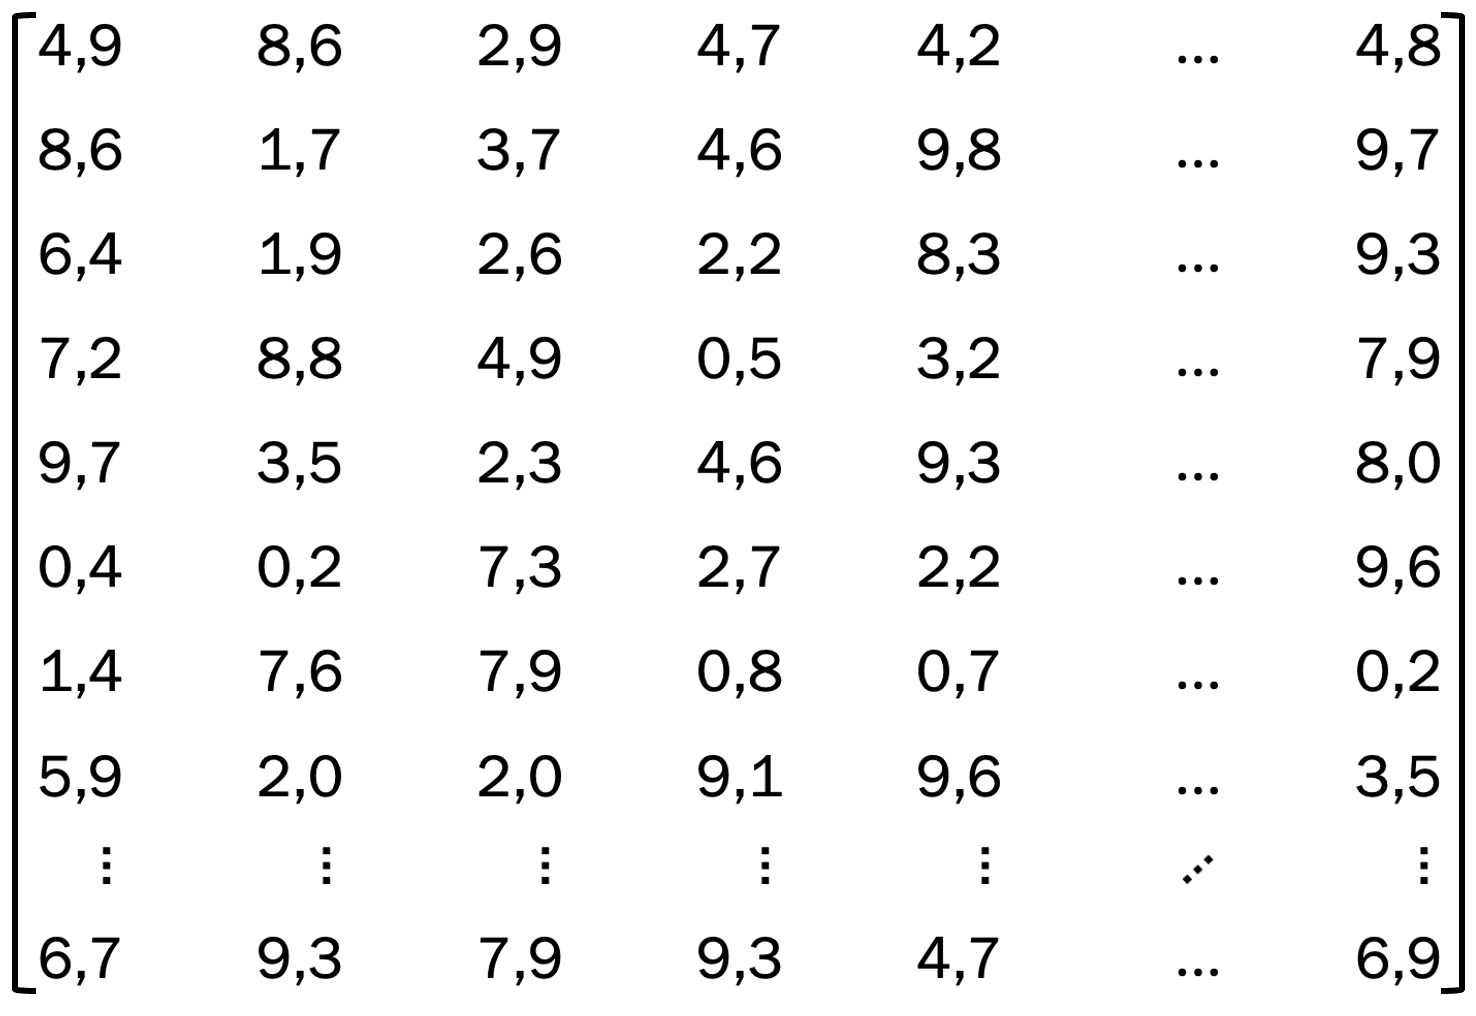 4,9 8,6 2,9 4,7 4,2 ... 4,8
8,6 1,7 3,7 4,6 9,8 ... 9,7
6,4 1,9 2,6 2,2 8,3 ... 9,3
7,2 8,8 4,9 0,5 3,2 ... 7,9
9,7 3,5 2,3 4,6 9,3 ... 8,0
0,4 0,2 7,3 2,7 2,2 ... 9,6
1,4 7,6 7,9 0,8 0,7 ... 0,2
5,9 2,0 2,0 9,1 9,6 ... 3,5
⋮ ⋮ ⋮ ⋮ ⋮ ⋰ ⋮
6,7 9,3 7,9 9,3 4,7 ... 6,9